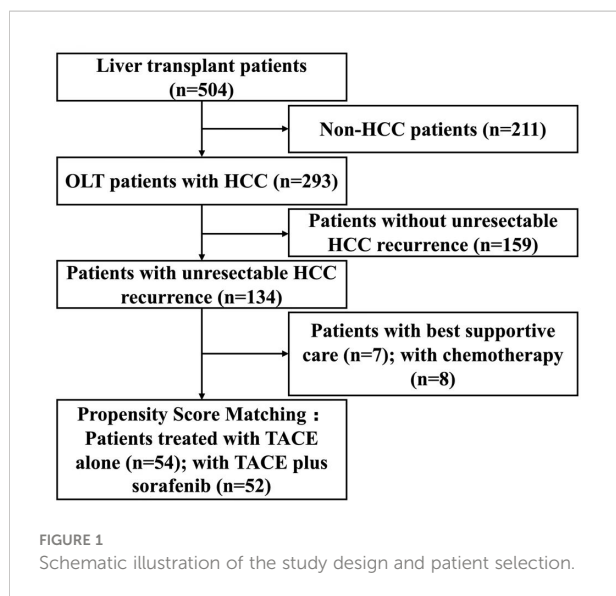 Liver transplant patients
(n=504)
Non-HCC patients (n=211)
OLT patients with HCC (n=293)
Patients without unresectable
HCC recurrence (n=159)
Patients with unresectable HCC
recurrence (n=134)
Patients with best supportive
care (n=7); with chemotherapy
(n=8)
Propensity Score Matching：
Patients treated with TACE
alone (n=54); with TACE plus
sorafenib (n=52)
FIGURE 1
Schematic illustration of the study design and patient selection.